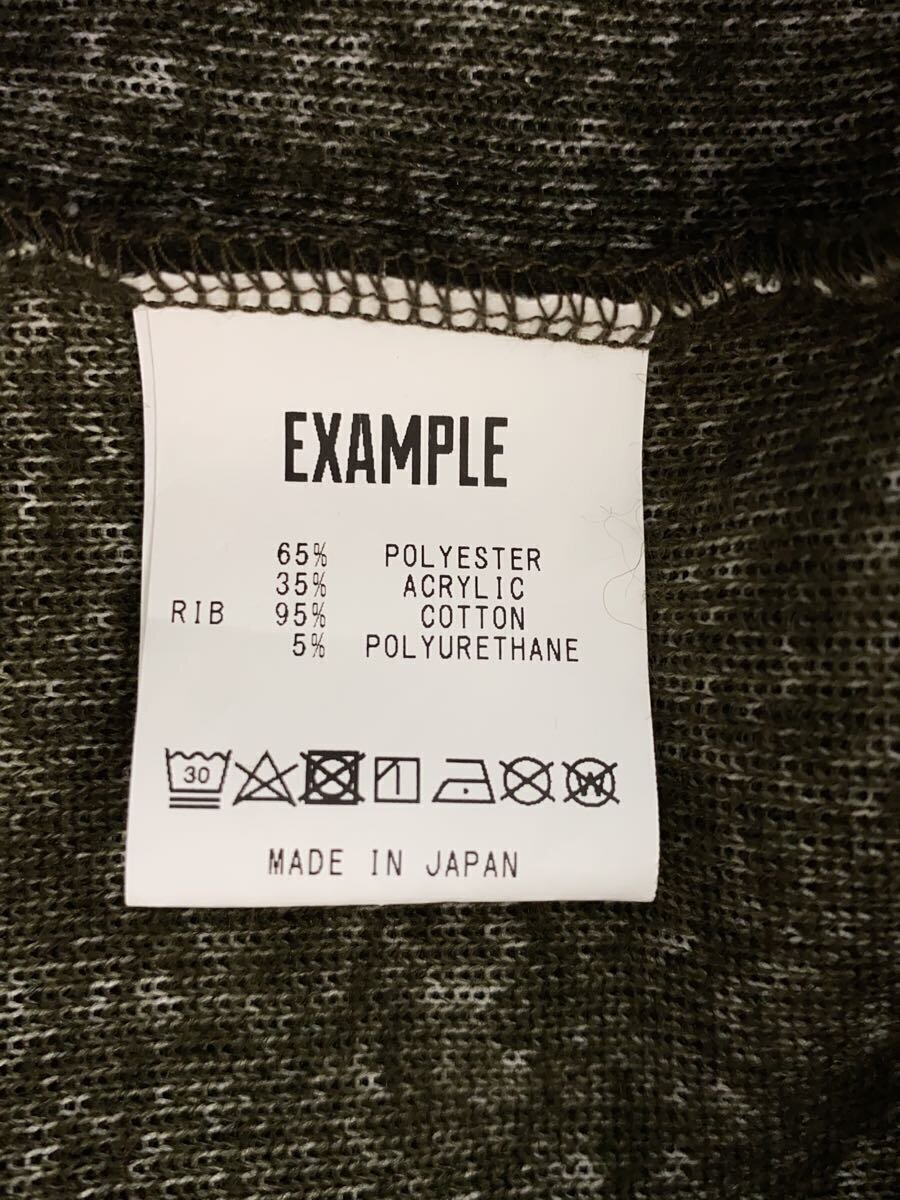 EXAMPLE
65% POLYESTER
35% ACRYLIC
RIB 95% COTTON
5% POLYURETHANE
30 W
MADE IN JAPAN